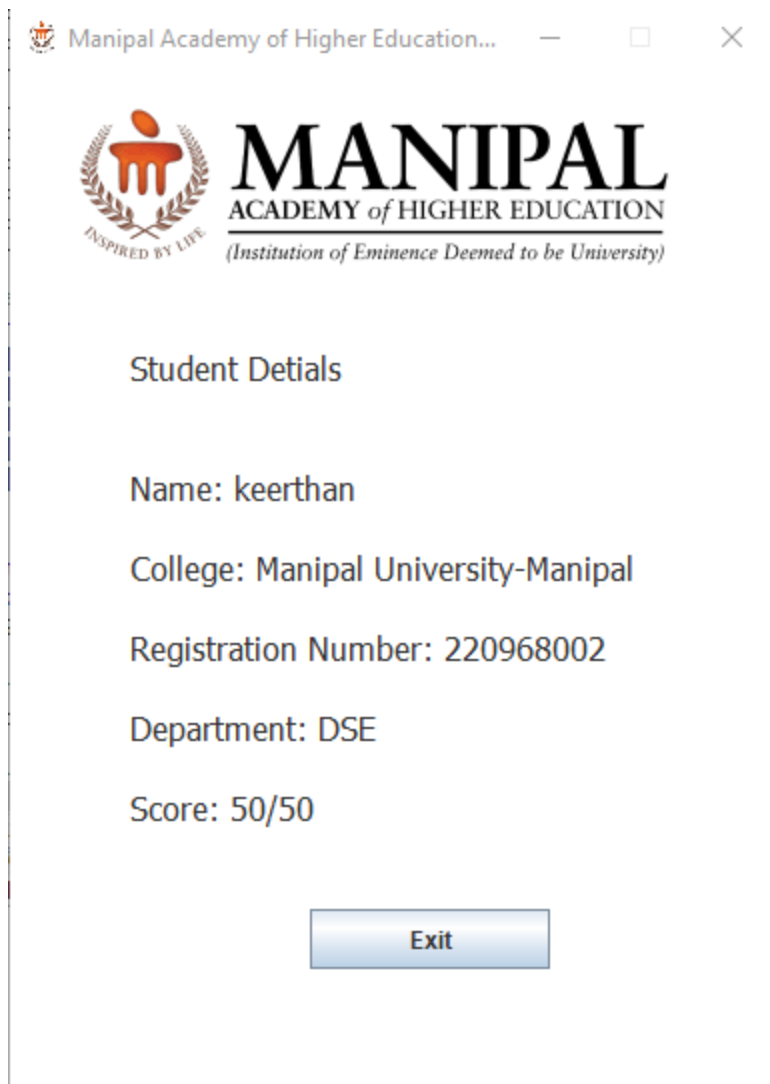 Manipal Academy of Higher Education...
MANIPAL
ACADEMY of HIGHER EDUCATION
INSPIRED BY LIFE
(Institution of Eminence Deemed to be University)
Student Detials
Name: keerthan
College: Manipal University-Manipal
Registration Number: 220968002
Department: DSE
Score: 50/50
Exit